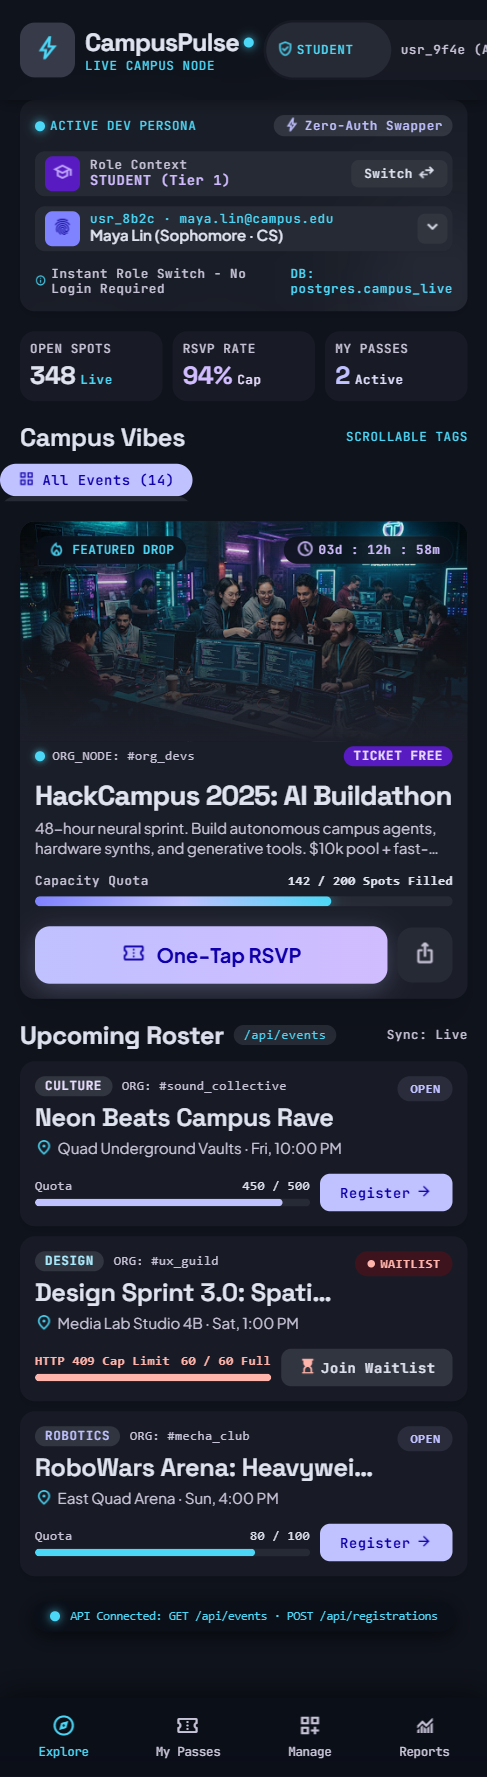 CampusPulse
LIVE CAMPUS NODE
STUDENT
usr_9f4e (A
ACTIVE DEV PERSONA
Zero-Auth Swapper
Role Context
STUDENT (Tier 1)
Switch
usr_8b2c · maya.lin@campus.edu
Maya Lin (Sophomore · CS)
Instant Role Switch - No
Login Required
DB:
postgres.campus_live
OPEN SPOTS
348 Live
RSVP RATE
94% Cap
MY PASSES
2 Active
Campus Vibes
SCROLLABLE TAGS
All Events (14)
FEATURED DROP
03d : 12h : 58m
ORG_NODE: #org_devs
TICKET FREE
HackCampus 2025: AI Buildathon
48-hour neural sprint. Build autonomous campus agents,
hardware synths, and generative tools. $10k pool + fast-…
Capacity Quota
142 / 200 Spots Filled
One-Tap RSVP
Upcoming Roster
/api/events
Sync: Live
CULTURE
ORG: #sound_collective
OPEN
Neon Beats Campus Rave
Quad Underground Vaults · Fri, 10:00 PM
Quota
450 / 500
Register
DESIGN
ORG: #ux_guild
WAITLIST
Design Sprint 3.0: Spati…
Media Lab Studio 4B · Sat, 1:00 PM
HTTP 409 Cap Limit
60 / 60 Full
Join Waitlist
ROBOTICS
ORG: #mecha_club
OPEN
RoboWars Arena: Heavywei…
East Quad Arena · Sun, 4:00 PM
Quota
80 / 100
Register
API Connected: GET /api/events · POST /api/registrations
Explore
My Passes
Manage
Reports